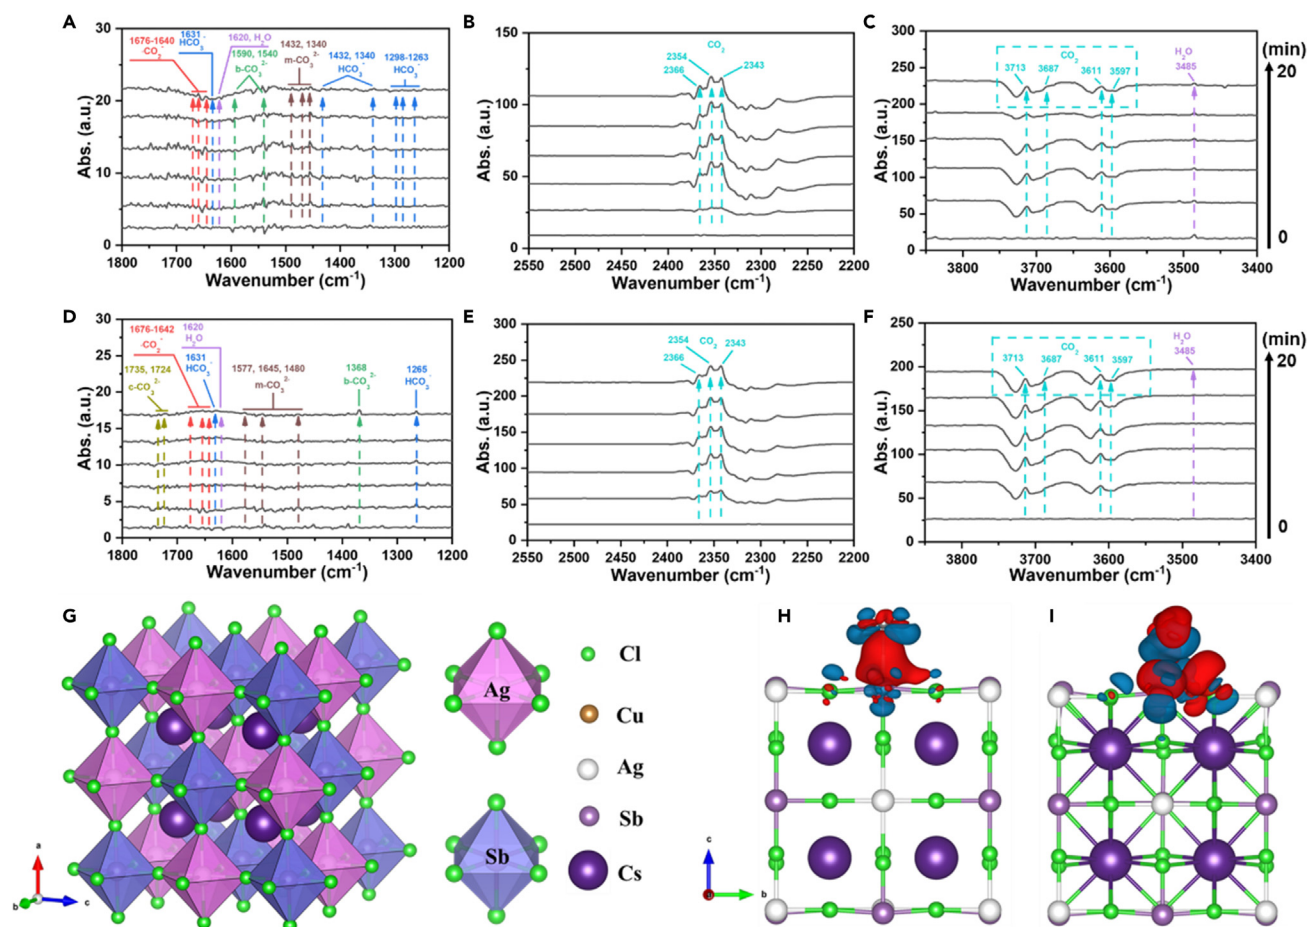 A
30
20
10
0
Abs. (a.u.)
1676-1640
·CO₂⁻
1631
HCO₃⁻
1620, H₂O
1590, 1540
b-CO₃²⁻
1432, 1340
m-CO₃²⁻
1432, 1340
HCO₃⁻
1298-1263
HCO₃⁻
1800 1700 1600 1500 1400 1300 1200
Wavenumber (cm⁻¹)
B
150
100
50
0
Abs. (a.u.)
CO₂
2354
2366
2343
2550 2500 2450 2400 2350 2300 2250 2200
Wavenumber (cm⁻¹)
C
300
250
200
150
100
50
0
Abs. (a.u.)
CO₂
3713 3687 3611 3597
H₂O
3485
(min)
20
0
3800 3700 3600 3500 3400
Wavenumber (cm⁻¹)
D
30
25
20
15
10
5
0
Abs. (a.u.)
1676-1642
·CO₂⁻
1620
H₂O
1631
HCO₃⁻
1735, 1724
c-CO₃²⁻
1577, 1645, 1480
m-CO₃²⁻
1368
b-CO₃²⁻
1265
HCO₃⁻
1800 1700 1600 1500 1400 1300 1200
Wavenumber (cm⁻¹)
E
300
250
200
150
100
50
0
Abs. (a.u.)
2354 CO₂ 2343
2366
2550 2500 2450 2400 2350 2300 2250 2200
Wavenumber (cm⁻¹)
F
250
200
150
100
50
0
Abs. (a.u.)
CO₂
3713 3687 3611 3597
H₂O
3485
(min)
20
0
3800 3700 3600 3500 3400
Wavenumber (cm⁻¹)
G
a
b
c
Ag
Sb
Cl
Cu
Ag
Sb
Cs
H
c
b
I